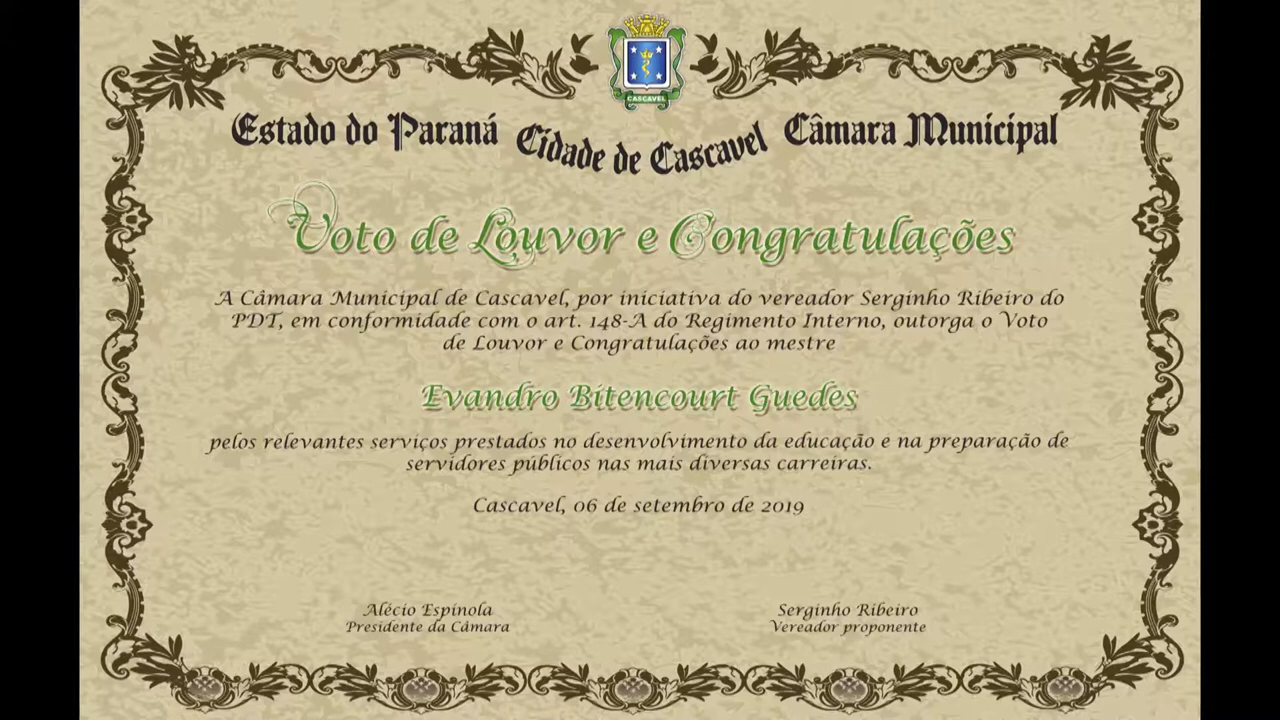 CASCAVEL
Estado do Paraná Cidade de Cascavel Câmara Municipal
Voto de Louvor e Congratulações
A Câmara Municipal de Cascavel, por iniciativa do vereador Serginho Ribeiro do
PDT, em conformidade com o art. 148-A do Regimento Interno, outorga o Voto
de Louvor e Congratulações ao mestre
Evandro Bitencourt Guedes
pelos relevantes serviços prestados no desenvolvimento da educação e na preparação de
servidores públicos nas mais diversas carreiras.
Cascavel, 06 de setembro de 2019
Alécio Espínola
Presidente da Câmara
Serginho Ribeiro
Vereador proponente